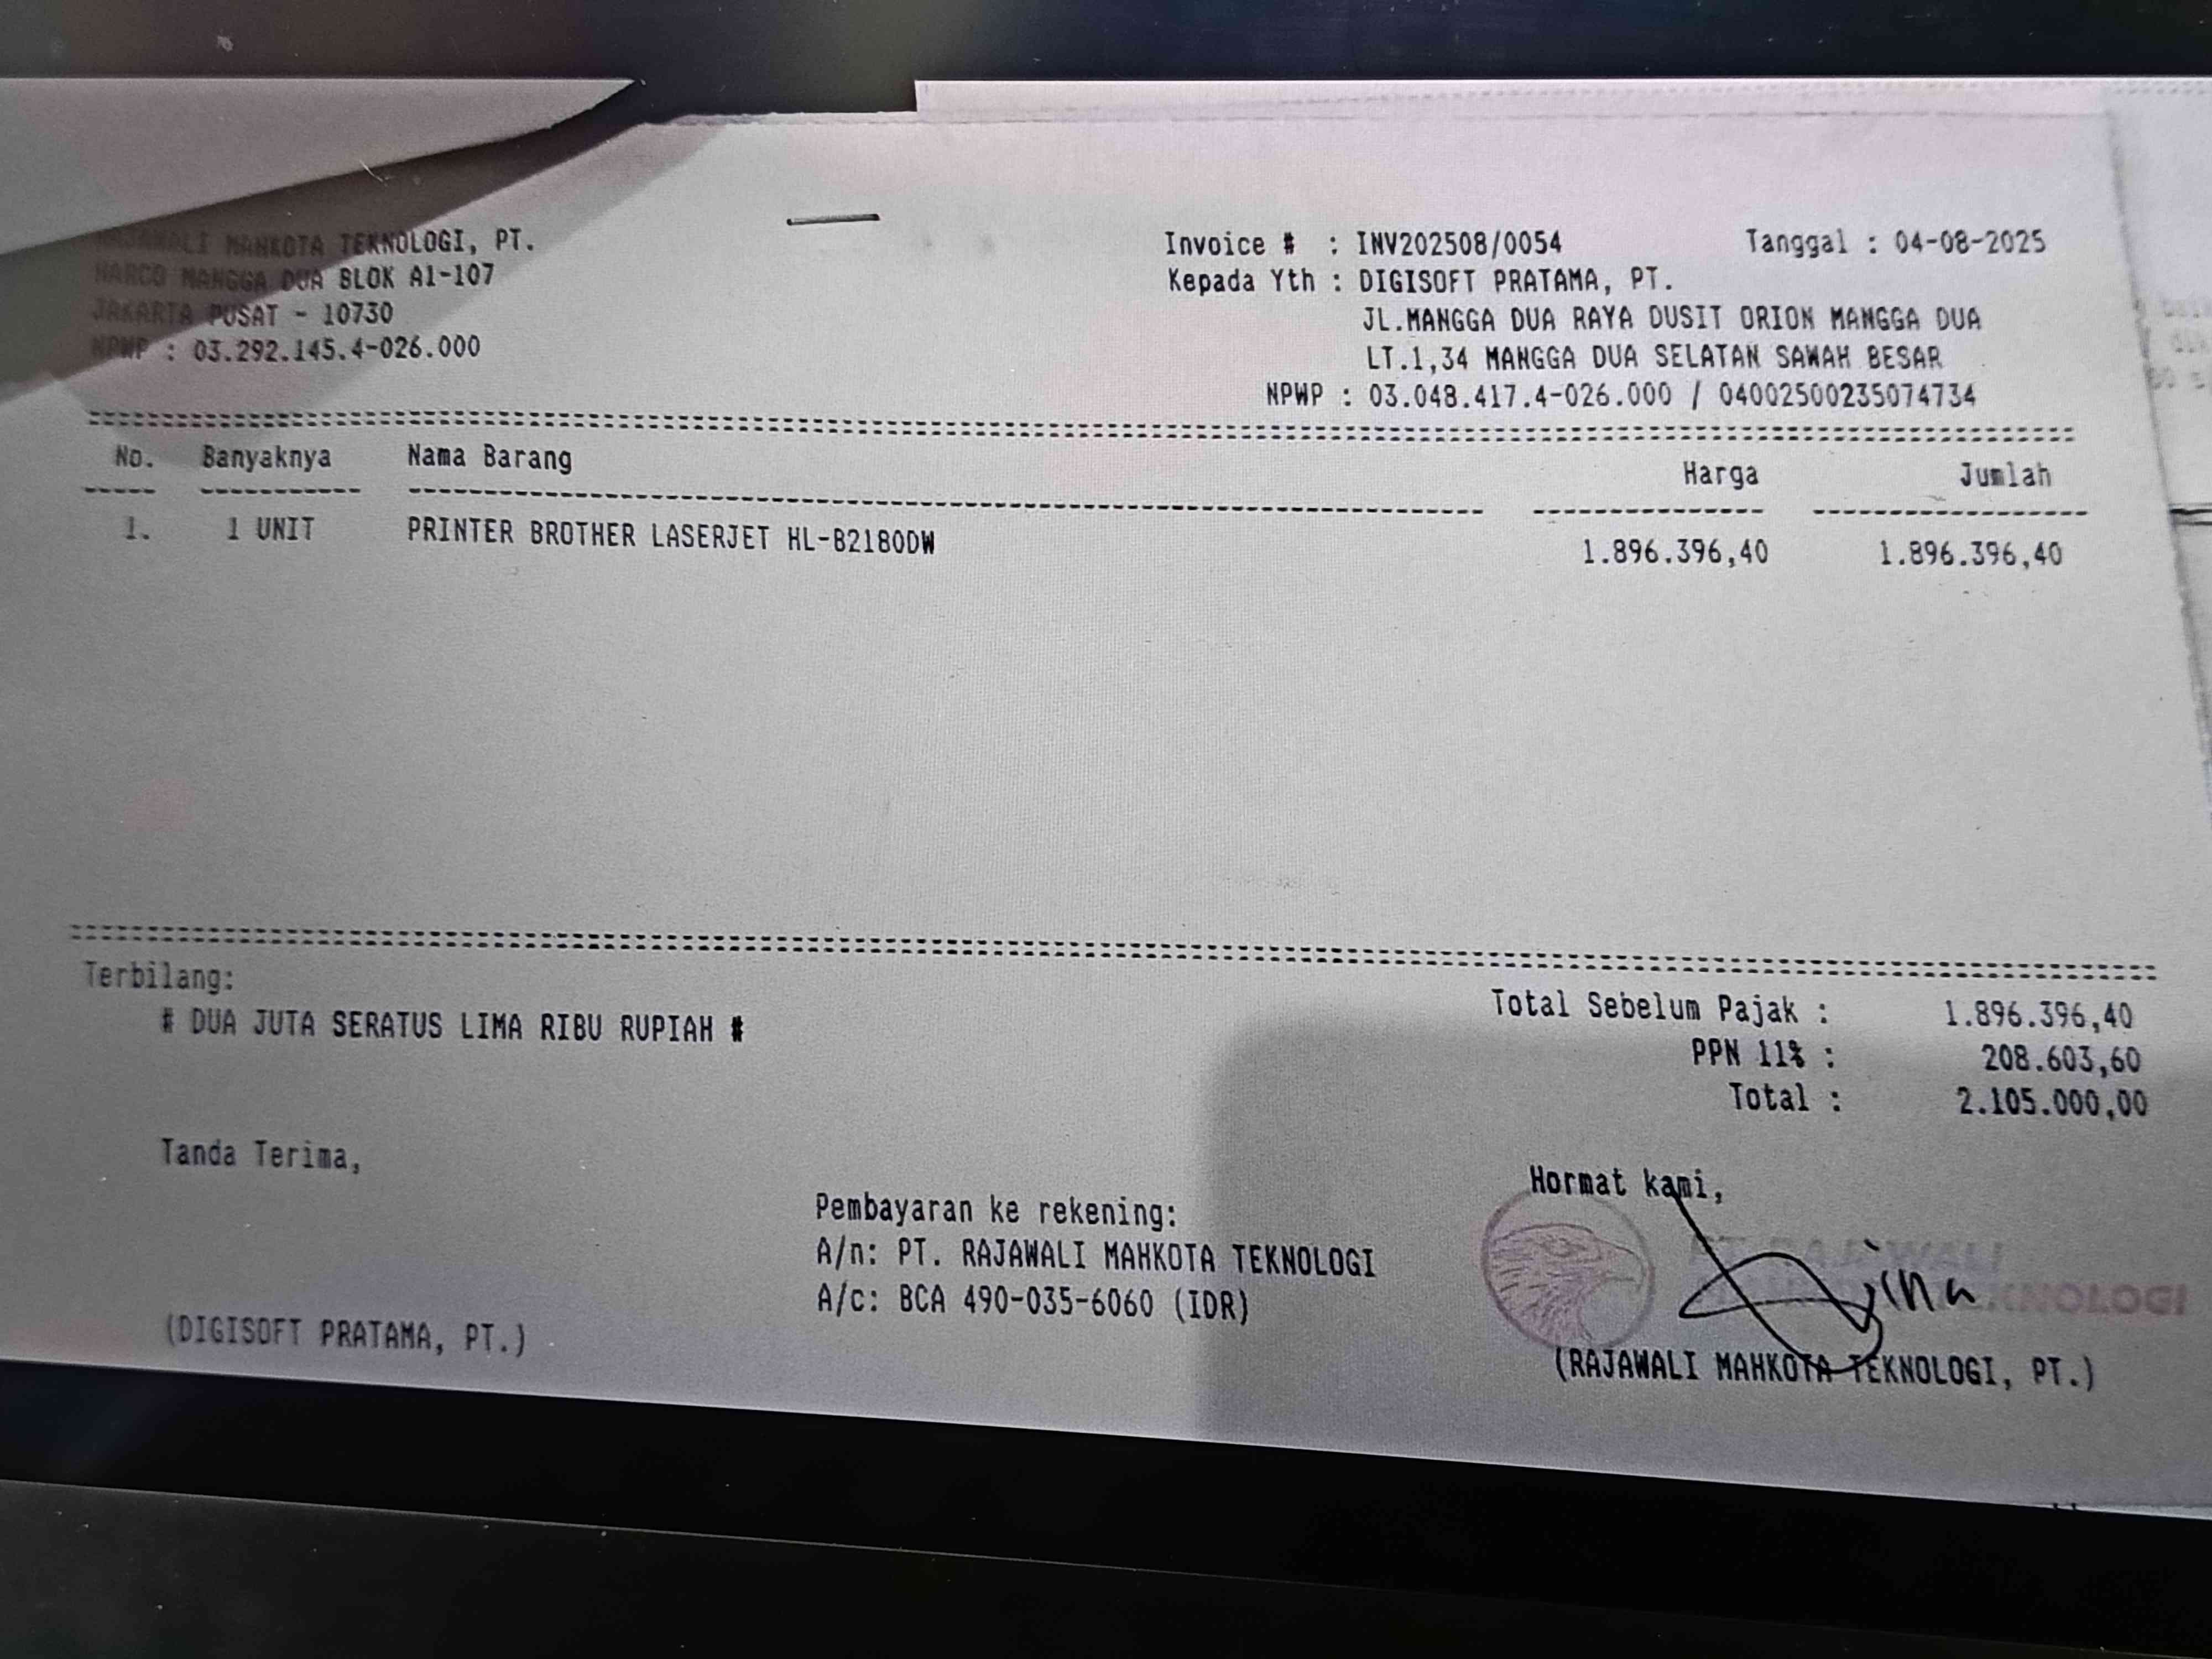 RAJAWALI MAHKOTA TEKNOLOGI, PT.
HARCO MANGGA DUA BLOK A1-107
JAKARTA PUSAT - 10730
NPWP : 03.292.145.4-026.000
Invoice # : INV202508/0054 Tanggal : 04-08-2025
Kepada Yth : DIGISOFT PRATAMA, PT.
JL.MANGGA DUA RAYA DUSIT ORION MANGGA DUA
LT.1,34 MANGGA DUA SELATAN SAWAH BESAR
NPWP : 03.048.417.4-026.000 / 04002500235074734
No. Banyaknya Nama Barang Harga Jumlah
1. 1 UNIT PRINTER BROTHER LASERJET HL-B2180DW 1.896.396,40 1.896.396,40
Terbilang:
# DUA JUTA SERATUS LIMA RIBU RUPIAH #
Total Sebelum Pajak : 1.896.396,40
PPN 11% : 208.603,60
Total : 2.105.000,00
Tanda Terima,
(DIGISOFT PRATAMA, PT.)
Pembayaran ke rekening:
A/n: PT. RAJAWALI MAHKOTA TEKNOLOGI
A/c: BCA 490-035-6060 (IDR)
Hormat kami,
PT. RAJAWALI
TEKNOLOGI
(RAJAWALI MAHKOTA TEKNOLOGI, PT.)